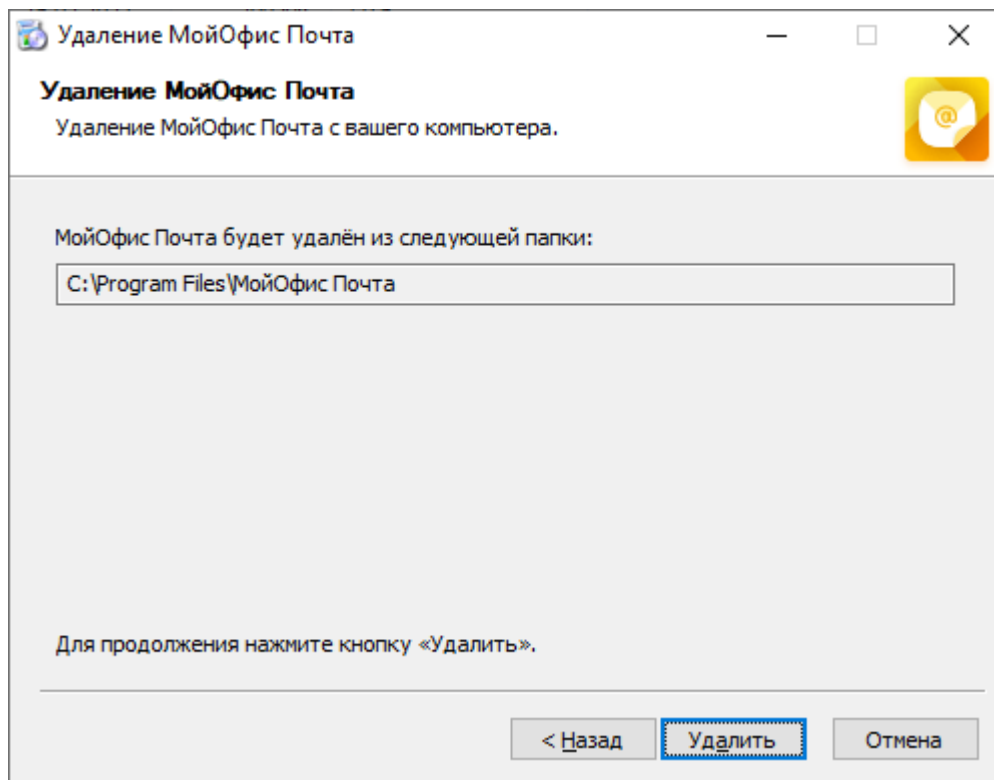 Удаление МойОфис Почта
Удаление МойОфис Почта
Удаление МойОфис Почта с вашего компьютера.
@
МойОфис Почта будет удалён из следующей папки:
C:\Program Files\МойОфис Почта
Для продолжения нажмите кнопку «Удалить».
< Назад Удалить Отмена